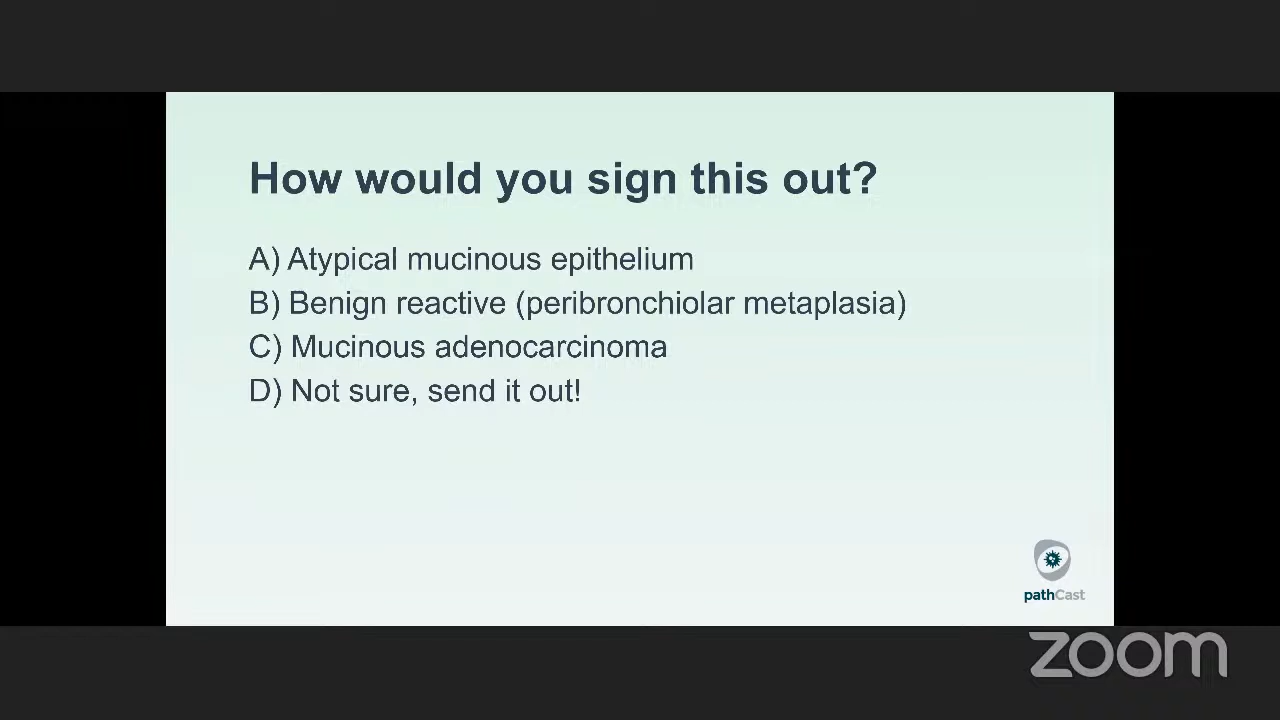 How would you sign this out?
A) Atypical mucinous epithelium
B) Benign reactive (peribronchiolar metaplasia)
C) Mucinous adenocarcinoma
D) Not sure, send it out!
pathCast
zoom